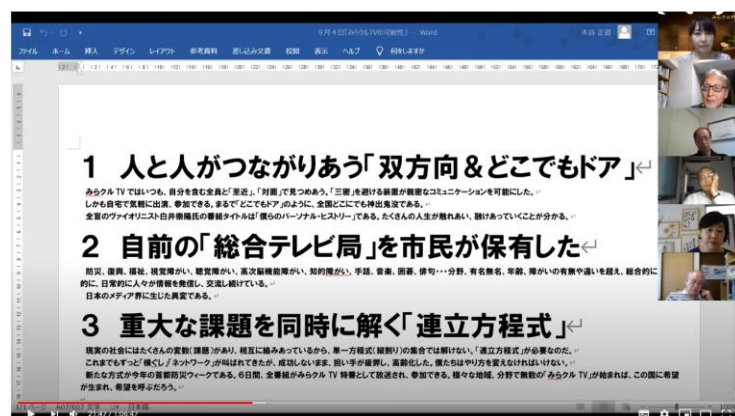 9月4日「みらクルTVの可能性」 - Word
ファイル ホーム 挿入 デザイン レイアウト 参考資料 差し込み文書 校閲 表示 ヘルプ 何をしますか
1 人と人がつながりあう「双方向&どこでもドア」
みらクル TV ではいつも、自分を含む全員と「至近」、「対面」で見つめあう。「三密」を避ける装置が親密なコミュニケーションを可能にした。
しかも自宅で気軽に出演、参加できる。まるで「どこでもドア」のように、全国どこにでも神出鬼没である。
全盲のヴァイオリニスト白井崇陽氏の番組タイトルは「僕らのパーソナル・ヒストリー」である。たくさんの人生が触れあい、融けあっていくことが分かる。
2 自前の「総合テレビ局」を市民が保有した
防災、復興、福祉、視覚障がい、聴覚障がい、高次脳機能障がい、知的障がい、手話、音楽、囲碁、俳句・・・分野、有名無名、年齢、障がいの有無や違いを超え、総合的に
的に、日常的に人々が情報を発信し、交流し続けている。
日本のメディア界に生じた異変である。
3 重大な課題を同時に解く「連立方程式」
現実の社会にはたくさんの変数(課題)があり、相互に絡みあっているから、単一方程式(縦割り)の集合では解けない。「連立方程式」が必要なのだ。
これまでもずっと「横ぐし」「ネットワーク」が叫ばれてきたが、成功しないまま、担い手が疲弊し、高齢化した。僕たちはやり方を変えなければいけない。
新たな方式が今年の首都防災ウィークである。6日間、全番組がみらクル TV 特番として放送され、参加できる。様々な地域、分野で無数の「みらクル TV」が始まれば、この国に希望
が生まれ、希望を呼ぶだろう。
1/1 ページ 607/607 文字 日本語
100%